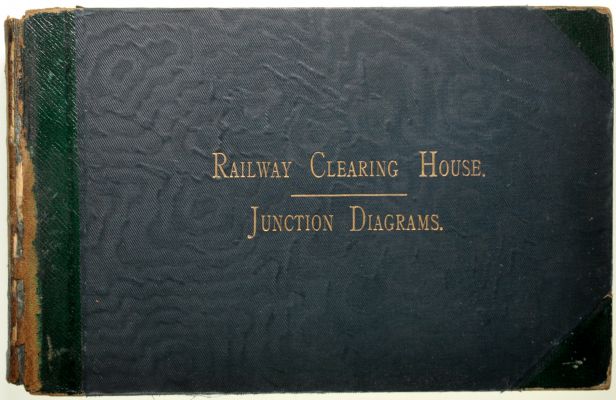 RAILWAY CLEARING HOUSE.
JUNCTION DIAGRAMS.